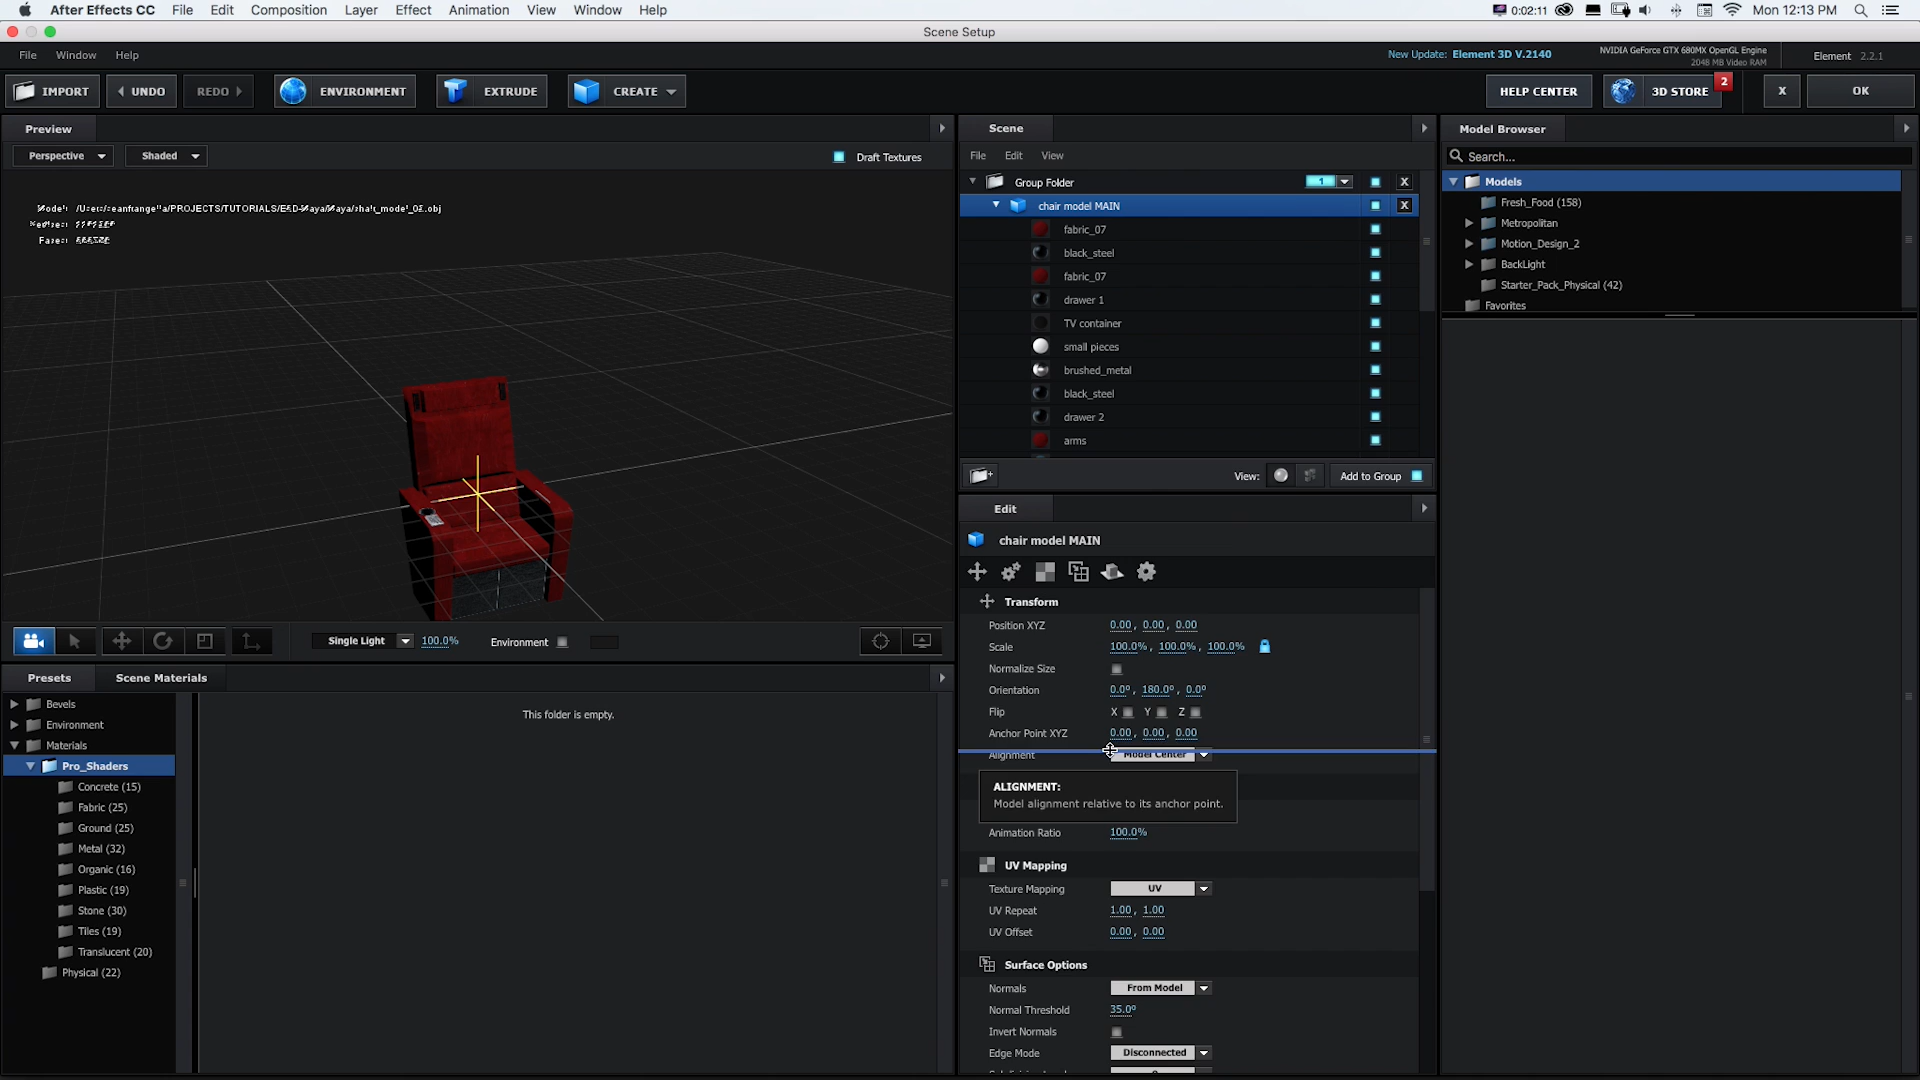 After Effects CC File Edit Composition Layer Effect Animation View Window Help 0:02:11 Mon 12:13 PM
Scene Setup
File Window Help New Update: Element 3D V.2140 NVIDIA GeForce GTX 680MX OpenGL Engine
2048 MB Video RAM
Element 2.2.1
IMPORT UNDO REDO ENVIRONMENT EXTRUDE CREATE HELP CENTER 3D STORE 2 X OK
Preview
Perspective Shaded Draft Textures
Scene
File Edit View
Group Folder 1 X
chair model MAIN X
fabric_07
black_steel
fabric_07
drawer 1
TV container
small pieces
brushed_metal
black_steel
drawer 2
arms
View: Add to Group
Model Browser
Search...
Models
Fresh_Food (158)
Metropolitan
Motion_Design_2
BackLight
Starter_Pack_Physical (42)
Favorites
Single Light 100.0% Environment
Edit
chair model MAIN
Transform
Position XYZ 0.00, 0.00, 0.00
Scale 100.0%, 100.0%, 100.0%
Normalize Size
Orientation 0.0°, 180.0°, 0.0°
Flip X Y Z
Anchor Point XYZ 0.00, 0.00, 0.00
Alignment Model Center
ALIGNMENT:
Model alignment relative to its anchor point.
Animation Ratio 100.0%
UV Mapping
Texture Mapping UV
UV Repeat 1.00, 1.00
UV Offset 0.00, 0.00
Surface Options
Normals From Model
Normal Threshold 35.0°
Invert Normals
Edge Mode Disconnected
Presets Scene Materials
Bevels
Environment
Materials
Pro_Shaders
Concrete (15)
Fabric (25)
Ground (25)
Metal (32)
Organic (16)
Plastic (19)
Stone (30)
Tiles (19)
Translucent (20)
Physical (22)
This folder is empty.